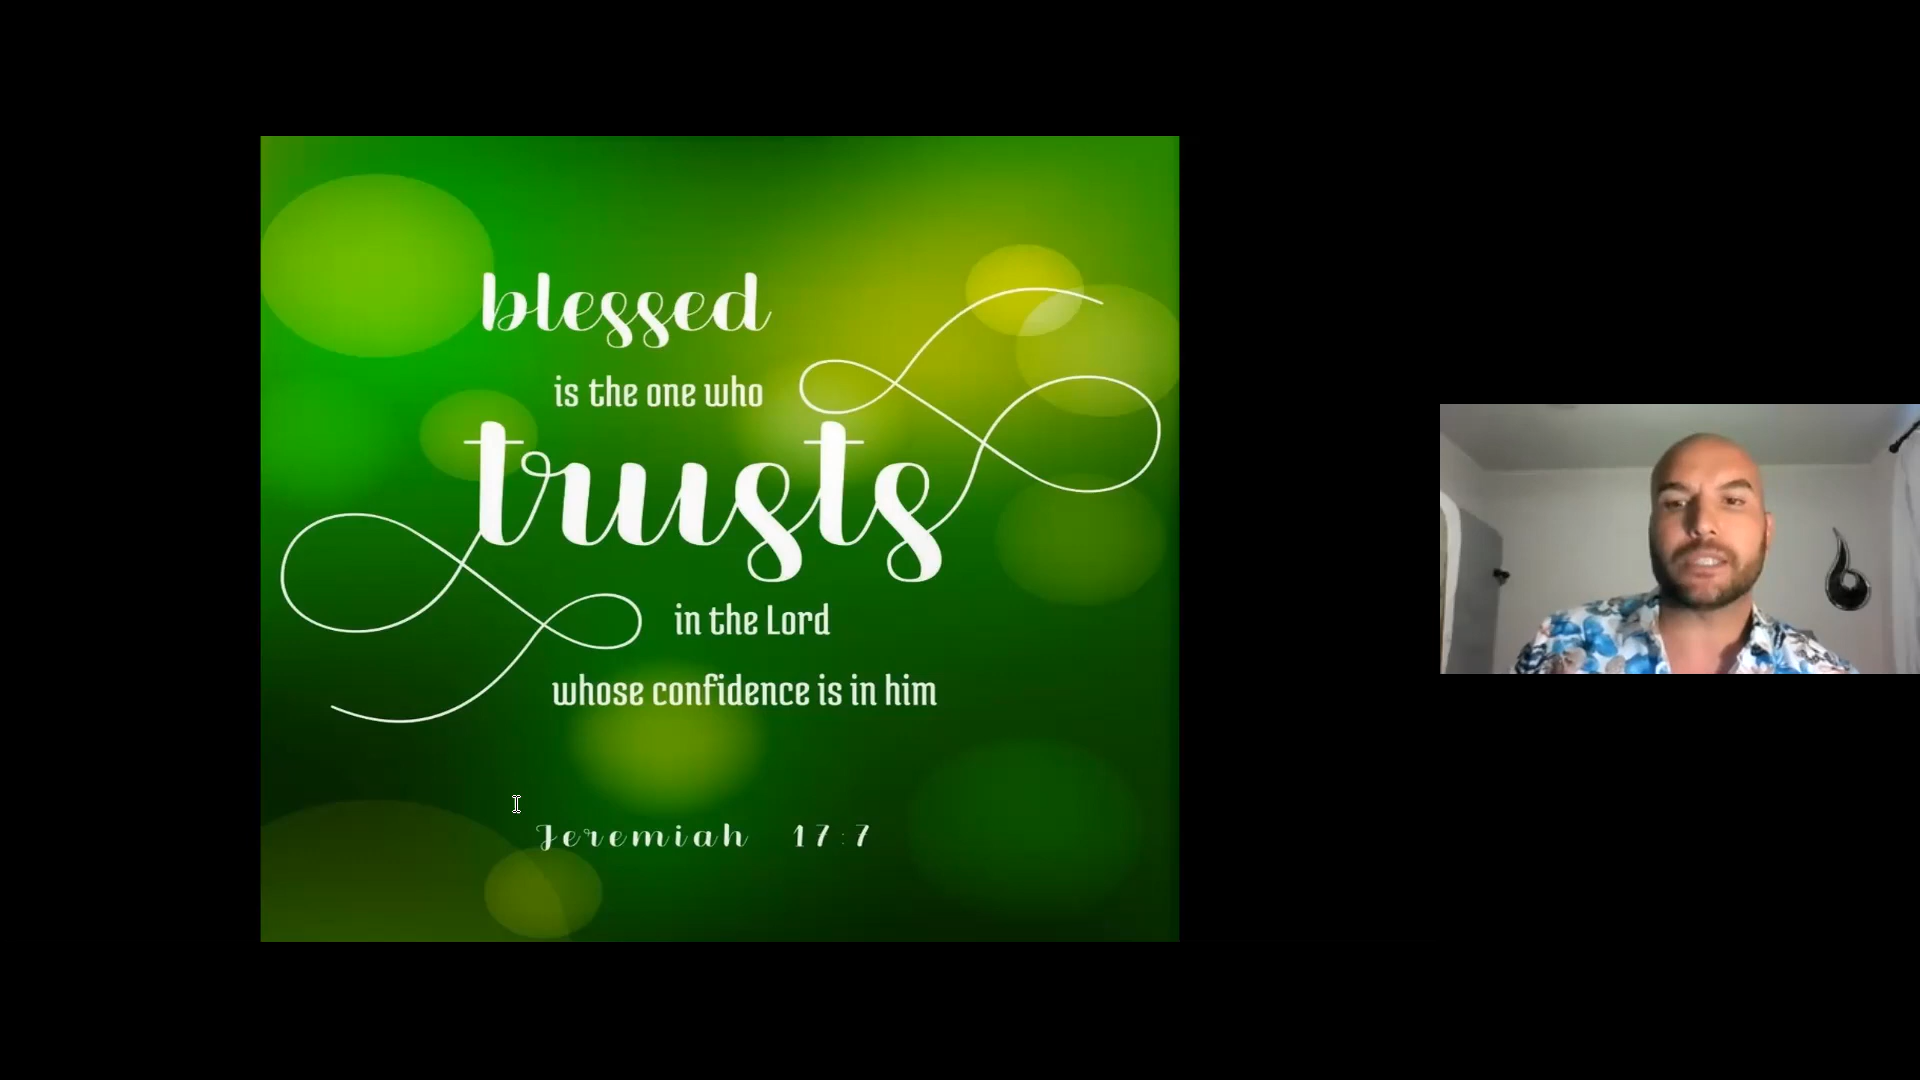 blessed
is the one who
trusts
in the Lord
whose confidence is in him
Jeremiah 17:7